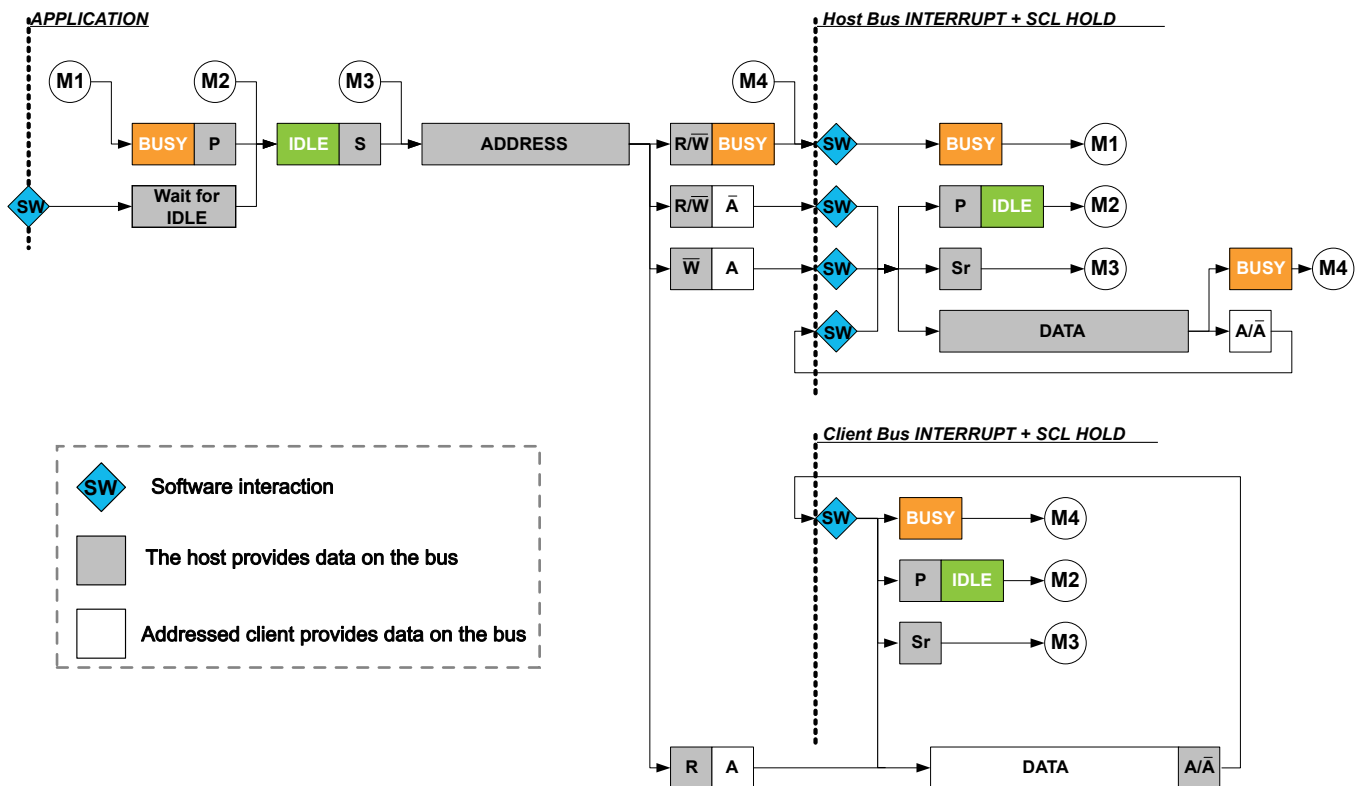 APPLICATION
Host Bus INTERRUPT + SCL HOLD
M1
M2
M3
M4
BUSY P
IDLE S
ADDRESS
R/W̅ BUSY
SW
BUSY
M1
SW
Wait for
IDLE
R/W̅ A̅
SW
P IDLE
M2
W̅ A
SW
Sr
M3
BUSY
M4
SW
DATA
A/A̅
Client Bus INTERRUPT + SCL HOLD
SW
Software interaction
SW
BUSY
M4
The host provides data on the bus
P IDLE
M2
Addressed client provides data on the bus
Sr
M3
R A
DATA
A/A̅